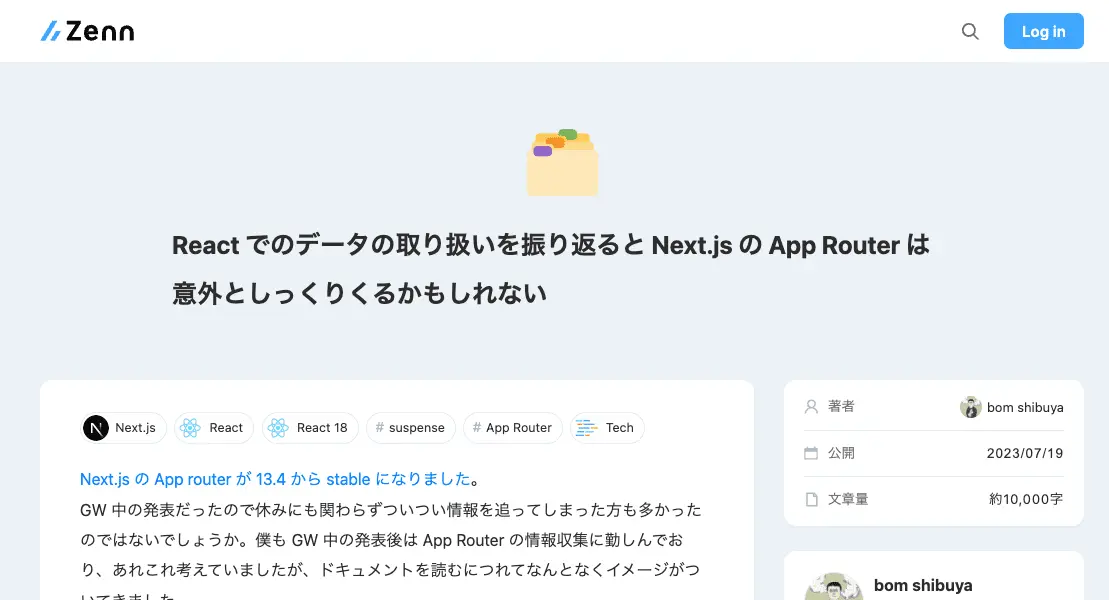 Zenn
Log in
React でのデータの取り扱いを振り返ると Next.js の App Router は
意外としっくりくるかもしれない
Next.js
React
React 18
# suspense
# App Router
Tech
Next.js の App router が 13.4 から stable になりました。
GW 中の発表だったので休みにも関わらずついつい情報を追ってしまった方も多かった
のではないでしょうか。僕も GW 中の発表後は App Router の情報収集に勤しんでお
り、あれこれ考えていましたが、ドキュメントを読むにつれてなんとなくイメージがつ
いてきました
著者
bom shibuya
公開
2023/07/19
文章量
約10,000字
bom shibuya